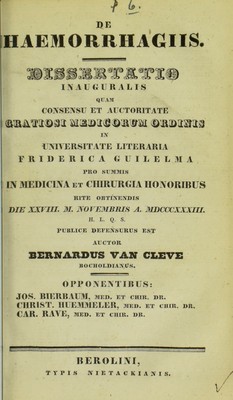 p 6.
DE
HAEMORRHAGIIS.
DISSERTATIO
INAUGURALIS
QUAM
CONSENSU ET AUCTORITATE
GRATIOSI MEDICORUM ORDINIS
IN
UNIVERSITATE LITERARIA
FRIDERICA GUILELMA
PRO SUMMIS
IN MEDICINA ET CHIRURGIA HONORIBUS
RITE OBTINENDIS
DIE XXVIII. M. NOVEMBRIS A. MDCCCXXXIII.
H. L. Q. S.
PUBLICE DEFENSURUS EST
AUCTOR
BERNARDUS VAN CLEVE
BOCHOLDIANUS.
OPPONENTIBUS:
JOS. BIERBAUM, MED. ET CHIR. DR.
CHRIST. HUEMMELER, MED. ET CHIR. DR.
CAR. RAVE, MED. ET CHIR. DR.
BEROLINI,
TYPIS NIETACKIANIS.